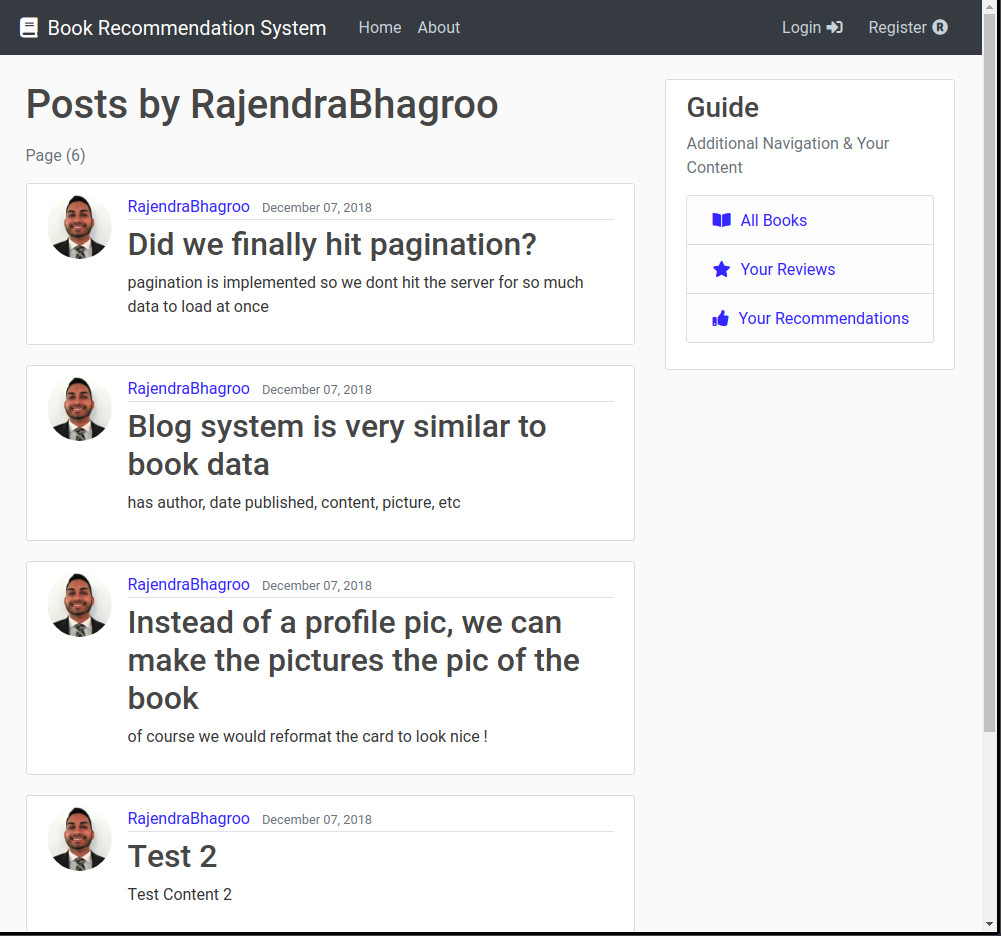 Book Recommendation System Home About Login Register R
Posts by RajendraBhagroo
Page (6)
RajendraBhagroo December 07, 2018
Did we finally hit pagination?
pagination is implemented so we dont hit the server for so much
data to load at once
RajendraBhagroo December 07, 2018
Blog system is very similar to
book data
has author, date published, content, picture, etc
RajendraBhagroo December 07, 2018
Instead of a profile pic, we can
make the pictures the pic of the
book
of course we would reformat the card to look nice !
RajendraBhagroo December 07, 2018
Test 2
Test Content 2
Guide
Additional Navigation & Your
Content
All Books
Your Reviews
Your Recommendations